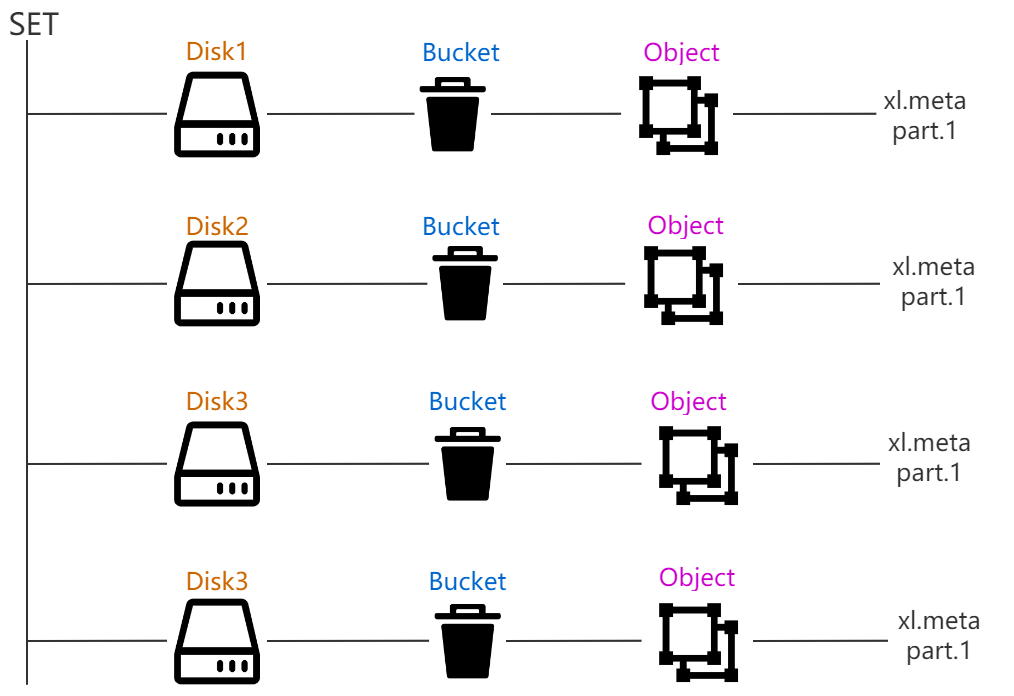 SET
Disk1
Bucket
Object
xl.meta
part.1
Disk2
Bucket
Object
xl.meta
part.1
Disk3
Bucket
Object
xl.meta
part.1
Disk3
Bucket
Object
xl.meta
part.1